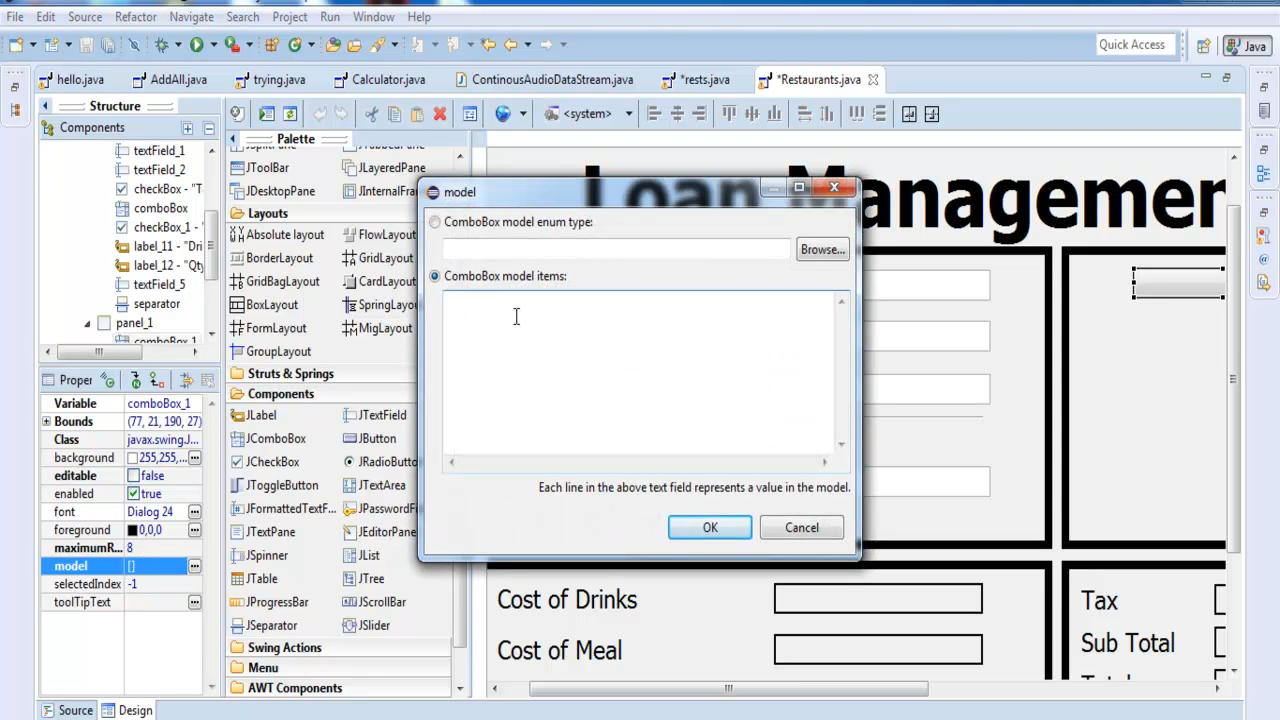 File Edit Source Refactor Navigate Search Project Run Window Help
Quick Access
Java
hello.java
AddAll.java
trying.java
Calculator.java
ContinousAudioDataStream.java
*rests.java
*Restaurants.java
Structure
Components
textField_1
textField_2
checkBox - "T
comboBox
checkBox_1 -
label_11 - "Dri
label_12 - "Qty
textField_5
separator
panel_1
Proper
Variable comboBox_1
Bounds (77, 21, 190, 27)
Class javax.swing.J...
background 255,255,...
editable false
enabled true
font Dialog 24
foreground 0,0,0
maximumR... 8
model []
selectedIndex -1
toolTipText
Source Design
Palette
<system>
JToolBar JLayeredPane
JDesktopPane JInternalFra
Layouts
Absolute layout FlowLayout
BorderLayout GridLayout
GridBagLayout CardLayout
BoxLayout SpringLayou
FormLayout MigLayout
GroupLayout
Struts & Springs
Components
JLabel JTextField
JComboBox JButton
JCheckBox JRadioButto
JToggleButton JTextArea
JFormattedTextF... JPasswordFi
JTextPane JEditorPane
JSpinner JList
JTable JTree
JProgressBar JScrollBar
JSeparator JSlider
Swing Actions
Menu
AWT Components
model
ComboBox model enum type:
Browse...
ComboBox model items:
Each line in the above text field represents a value in the model.
OK Cancel
Loan Managemen
Cost of Drinks
Cost of Meal
Tax
Sub Total